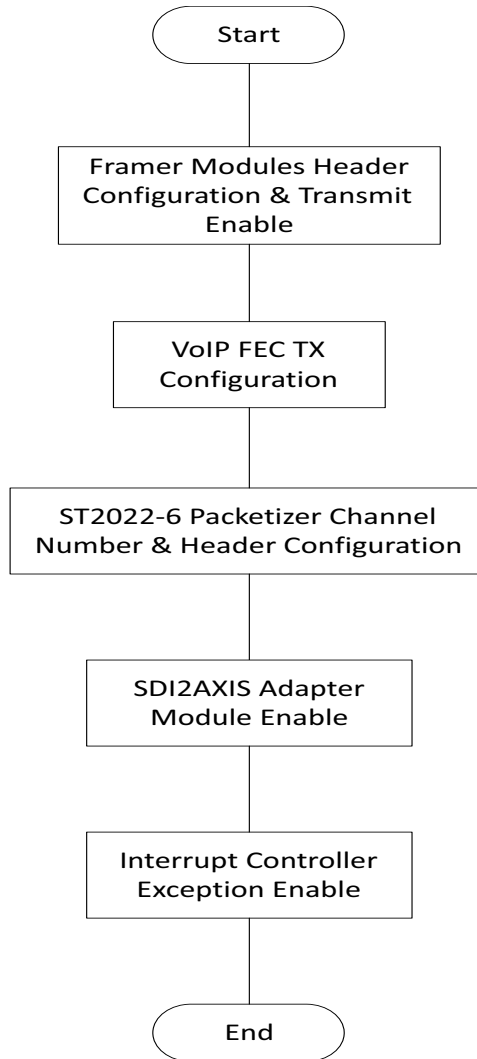 Start
Framer Modules Header
Configuration & Transmit
Enable
VoIP FEC TX
Configuration
ST2022-6 Packetizer Channel
Number & Header Configuration
SDI2AXIS Adapter
Module Enable
Interrupt Controller
Exception Enable
End